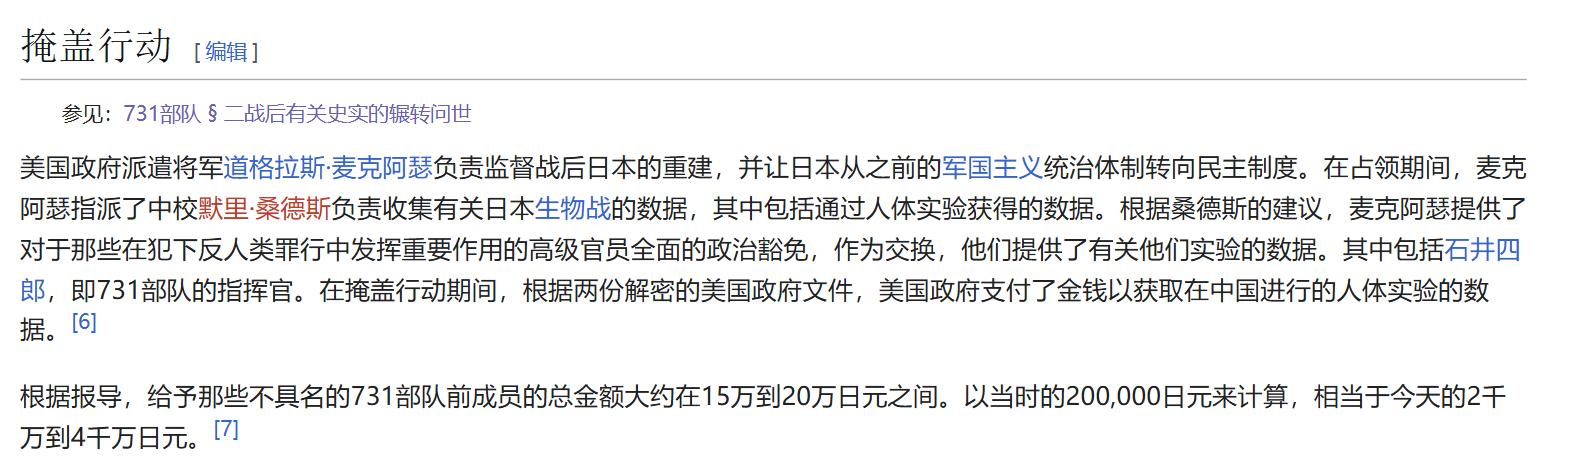 掩盖行动 [ 编辑 ]
参见：731部队 § 二战后有关史实的辗转问世
美国政府派遣将军道格拉斯·麦克阿瑟负责监督战后日本的重建，并让日本从之前的军国主义统治体制转向民主制度。在占领期间，麦克
阿瑟指派了中校默里·桑德斯负责收集有关日本生物战的数据，其中包括通过人体实验获得的数据。根据桑德斯的建议，麦克阿瑟提供了
对于那些在犯下反人类罪行中发挥重要作用的高级官员全面的政治豁免，作为交换，他们提供了有关他们实验的数据。其中包括石井四
郎，即731部队的指挥官。在掩盖行动期间，根据两份解密的美国政府文件，美国政府支付了金钱以获取在中国进行的人体实验的数
据。[6]
根据报导，给予那些不具名的731部队前成员的总金额大约在15万到20万日元之间。以当时的200,000日元来计算，相当于今天的2千
万到4千万日元。[7]